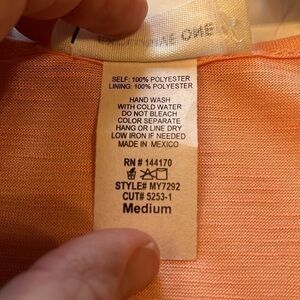 ONE
SELF: 100% POLYESTER
LINING: 100% POLYESTER
HAND WASH
WITH COLD WATER
DO NOT BLEACH
COLOR SEPARATE
HANG OR LINE DRY
LOW IRON IF NEEDED
MADE IN MEXICO
RN # 144170
STYLE# MY7292
CUT# 5253-1
Medium